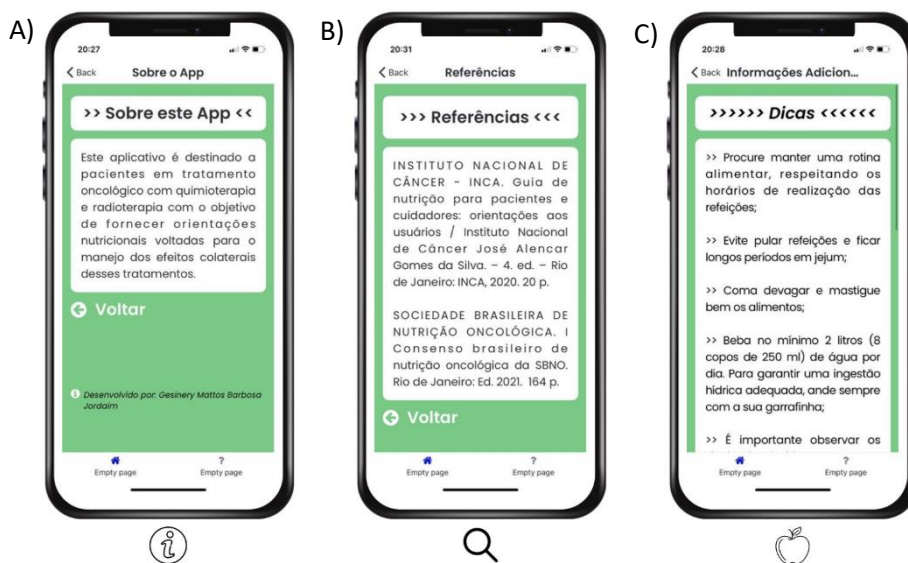 A)
20:27
Back Sobre o App
>> Sobre este App <<
Este aplicativo é destinado a
pacientes em tratamento
oncológico com quimioterapia
e radioterapia com o objetivo
de fornecer orientações
nutricionais voltadas para o
manejo dos efeitos colaterais
desses tratamentos.
Voltar
Desenvolvido por: Gesinery Mattos Barbosa
Jordaim
Empty page
?
Empty page
B)
20:31
Back Referências
>>> Referências <<<
INSTITUTO NACIONAL DE
CÂNCER - INCA. Guia de
nutrição para pacientes e
cuidadores: orientações aos
usuários / Instituto Nacional
de Câncer José Alencar
Gomes da Silva. – 4. ed. – Rio
de Janeiro: INCA, 2020. 20 p.
SOCIEDADE BRASILEIRA DE
NUTRIÇÃO ONCOLÓGICA. I
Consenso brasileiro de
nutrição oncológica da SBNO.
Rio de Janeiro: Ed. 2021. 164 p.
Voltar
Empty page
?
Empty page
C)
20:28
Back Informações Adicion...
>>>>>> Dicas <<<<<<
>> Procure manter uma rotina
alimentar, respeitando os
horários de realização das
refeições;
>> Evite pular refeições e ficar
longos períodos em jejum;
>> Coma devagar e mastigue
bem os alimentos;
>> Beba no mínimo 2 litros (8
copos de 250 ml) de água por
dia. Para garantir uma ingestão
hídrica adequada, ande sempre
com a sua garrafinha;
>> É importante observar os
Empty page
?
Empty page